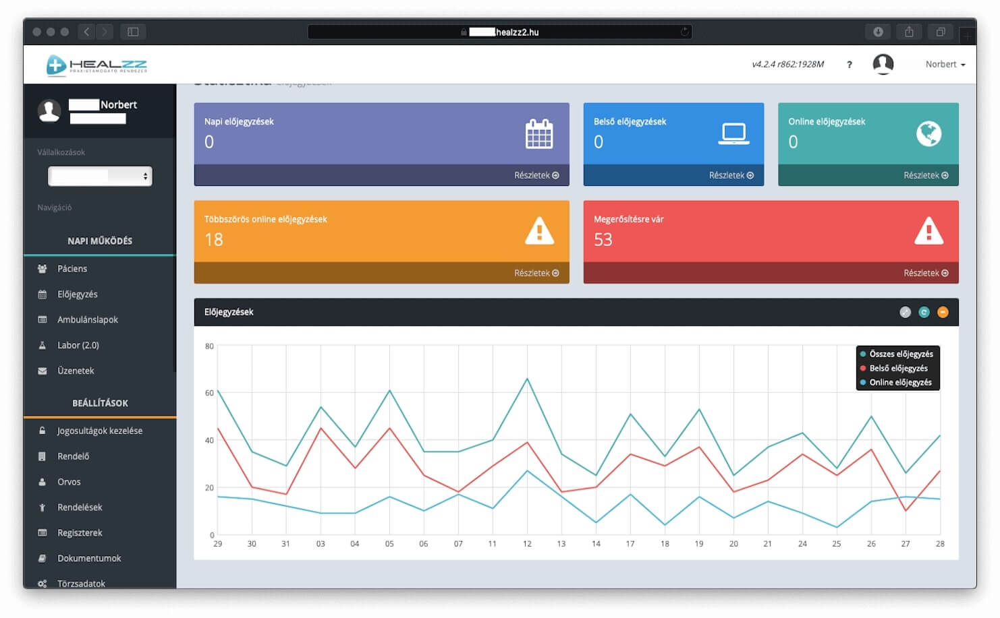 .healzz2.hu
HEALZZ
PRAXISTÁMOGATÓ RENDSZER
v4.2.4 r862:1928M
?
Norbert
Norbert
Vállalkozások
Navigáció
NAPI MŰKÖDÉS
Páciens
Előjegyzés
Ambulánslapok
Labor (2.0)
Üzenetek
BEÁLLÍTÁSOK
Jogosultágok kezelése
Rendelő
Orvos
Rendelések
Regiszterek
Dokumentumok
Törzsadatok
Statisztika előjegyzések
Napi előjegyzések
0
Részletek
Belső előjegyzések
0
Részletek
Online előjegyzések
0
Részletek
Többszörös online előjegyzések
18
Részletek
Megerősítésre vár
53
Részletek
Előjegyzések
Összes előjegyzés
Belső előjegyzés
Online előjegyzés
80
60
40
20
0
29 30 31 03 04 05 06 07 11 12 13 14 17 18 19 20 21 24 25 26 27 28